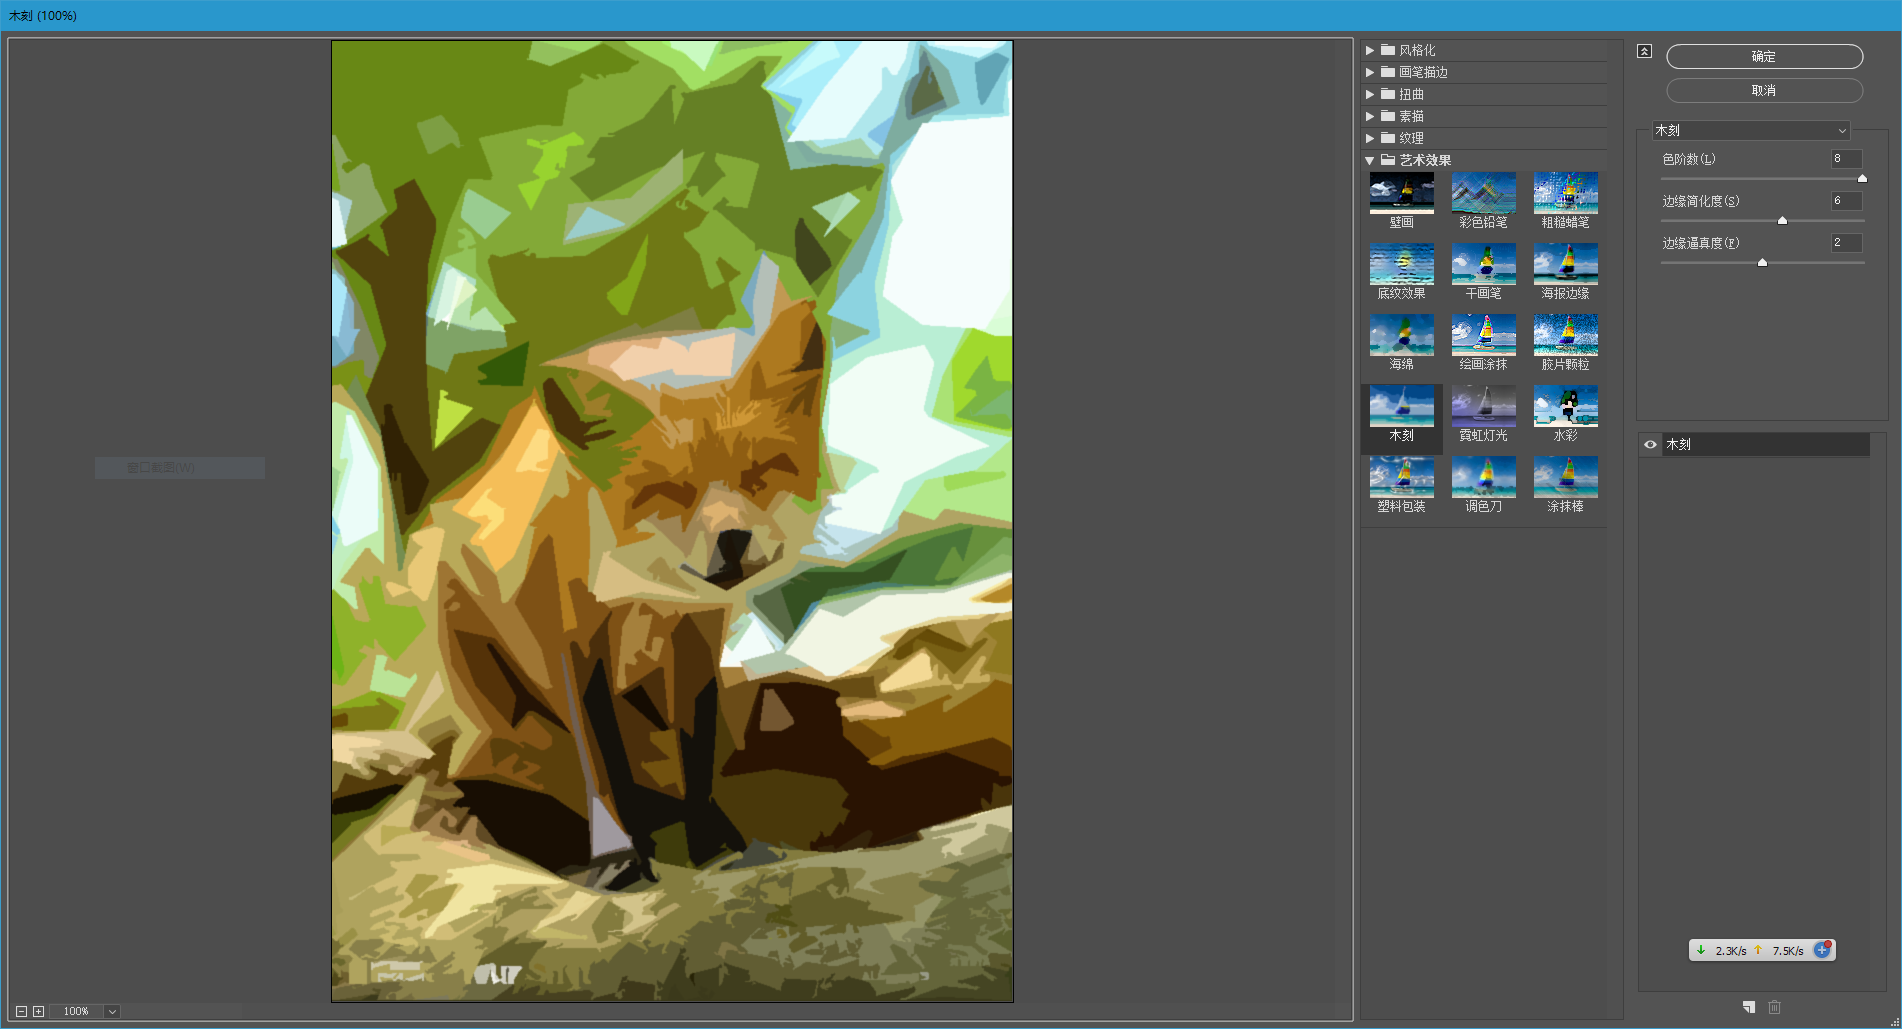 木刻 (100%)
风格化
画笔描边
扭曲
素描
纹理
艺术效果
壁画
彩色铅笔
粗糙蜡笔
底纹效果
干画笔
海报边缘
海绵
绘画涂抹
胶片颗粒
木刻
霓虹灯光
水彩
塑料包装
调色刀
涂抹棒
确定
取消
木刻
色阶数(L) 8
边缘简化度(S) 6
边缘逼真度(F) 2
木刻
窗口截图(W)
2.3K/s 7.5K/s
100%